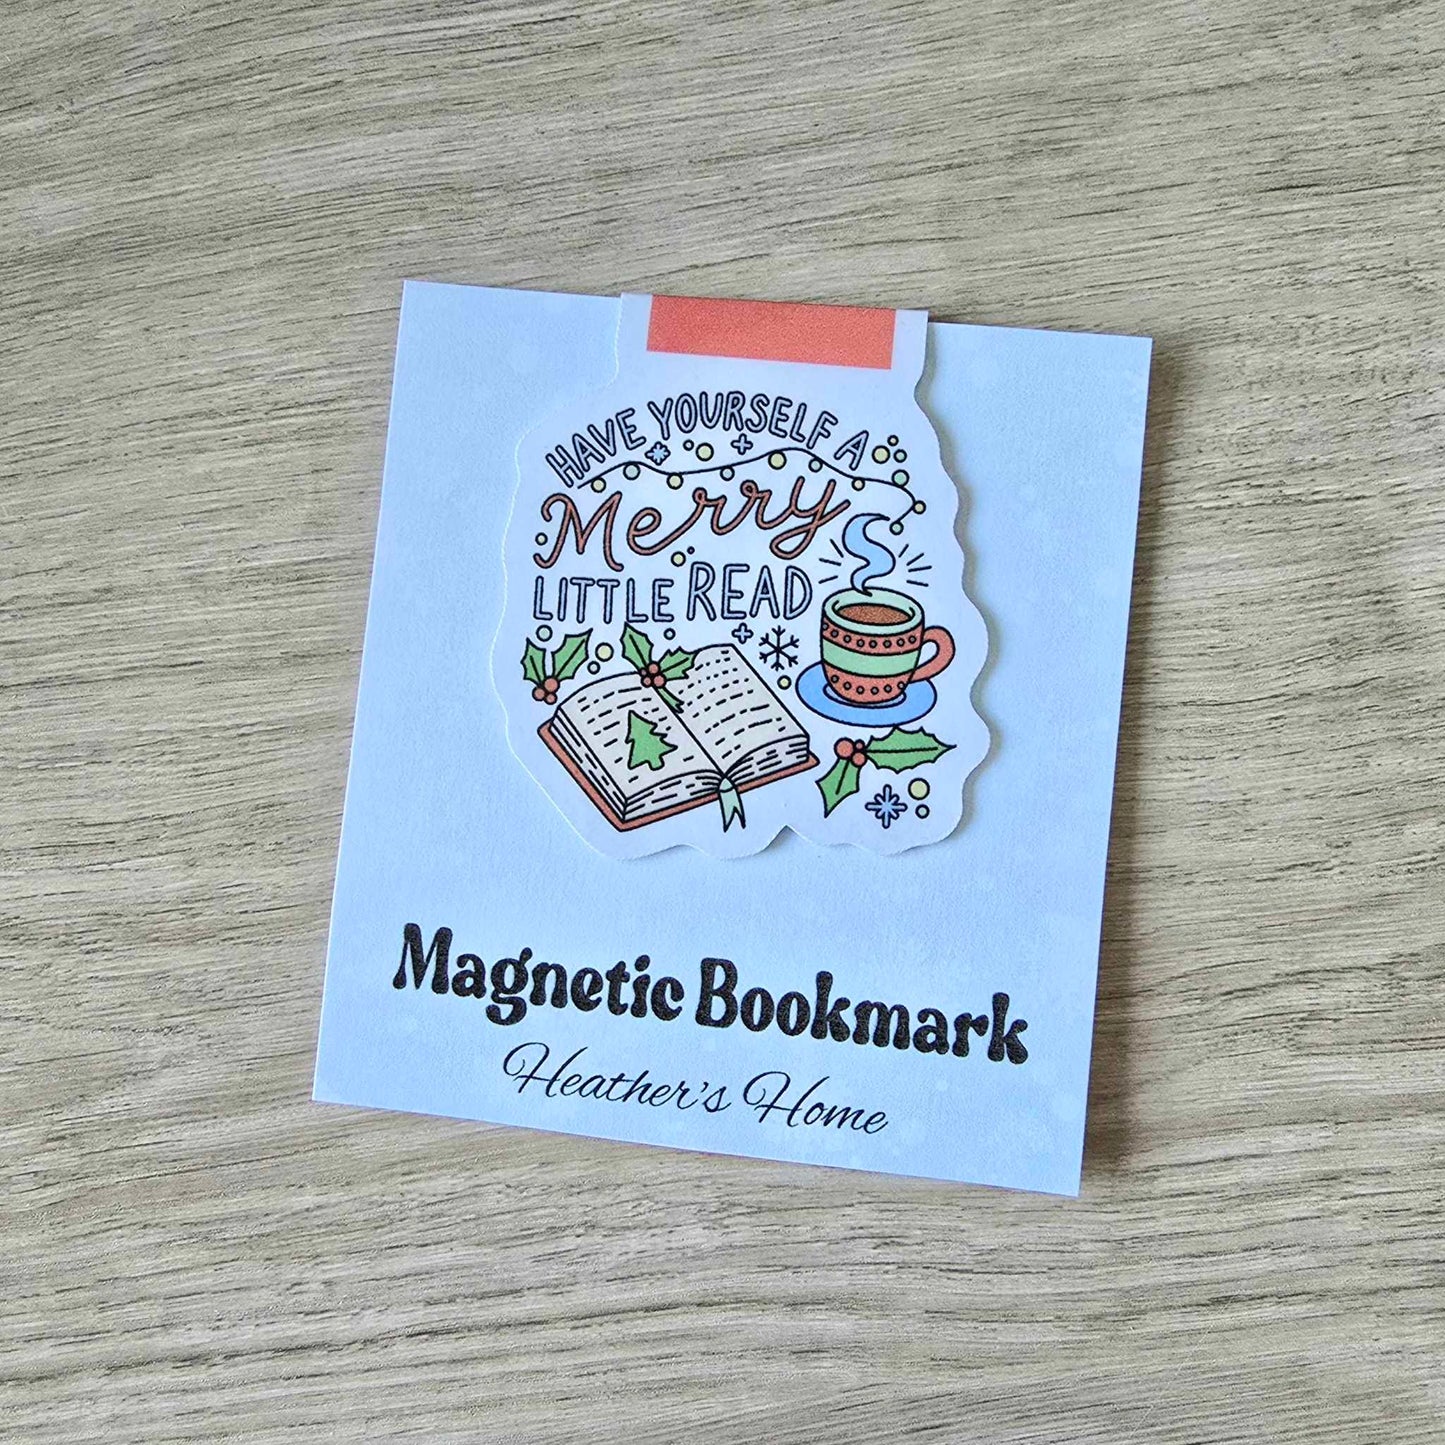 HAVE YOURSELF A
Merry
LITTLE READ
Magnetic Bookmark
Heather's Home